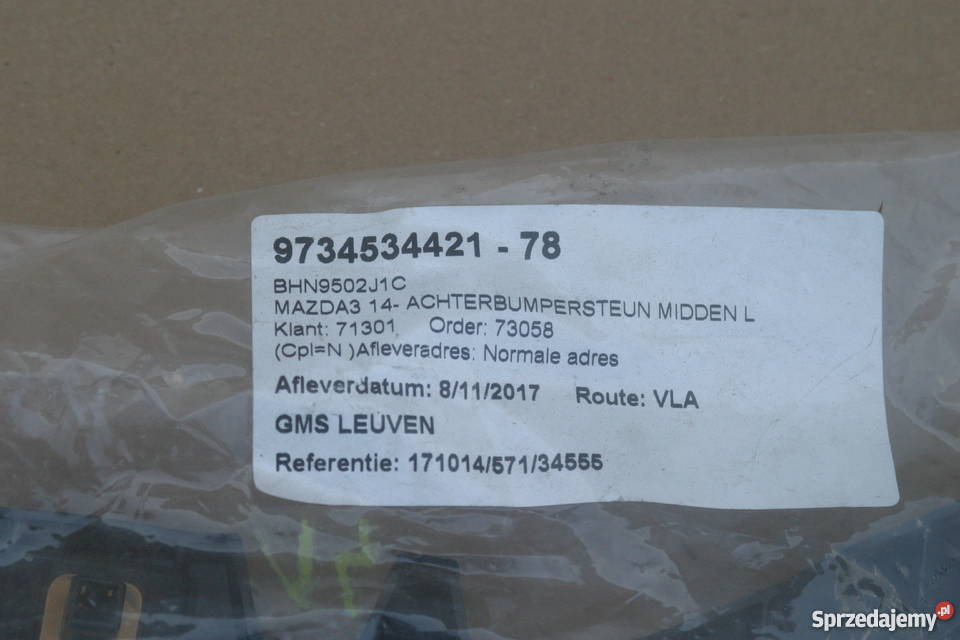 9734534421 - 78
BHN9502J1C
MAZDA3 14- ACHTERBUMPERSTEUN MIDDEN L
Klant: 71301 Order: 73058
(Cpl=N )Afleveradres: Normale adres
Afleverdatum: 8/11/2017 Route: VLA
GMS LEUVEN
Referentie: 171014/571/34555
Sprzedajemy.pl